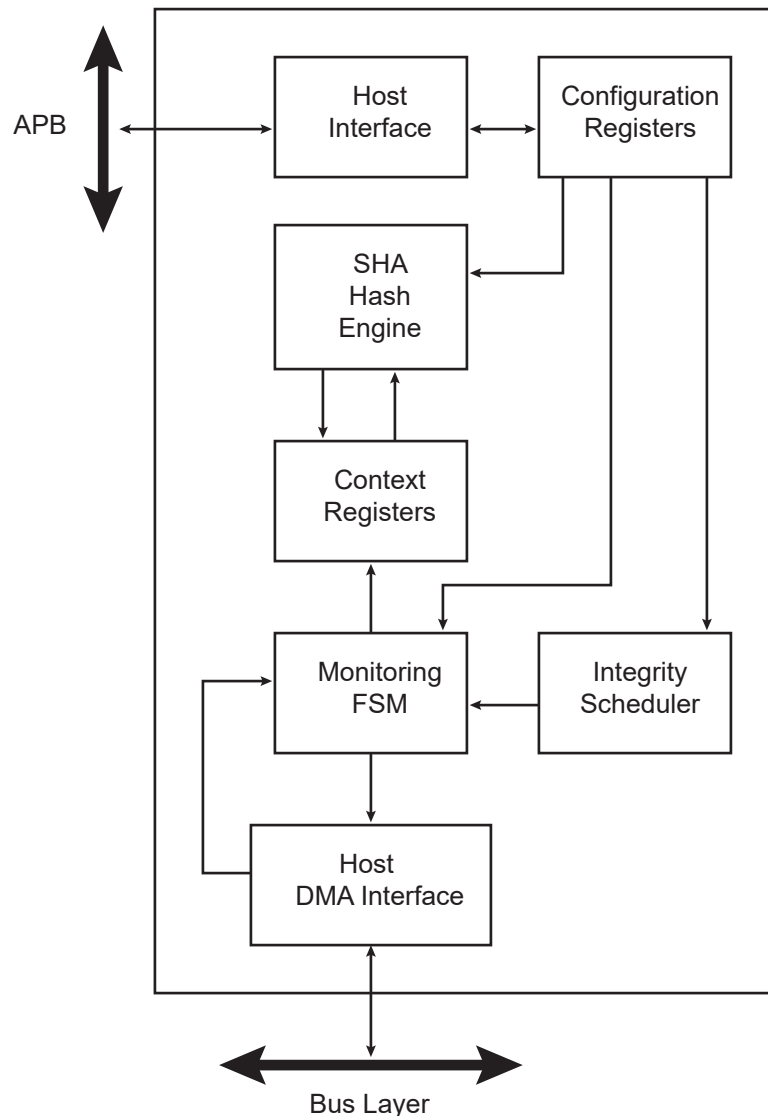 APB
Host
Interface
Configuration
Registers
SHA
Hash
Engine
Context
Registers
Monitoring
FSM
Integrity
Scheduler
Host
DMA Interface
Bus Layer